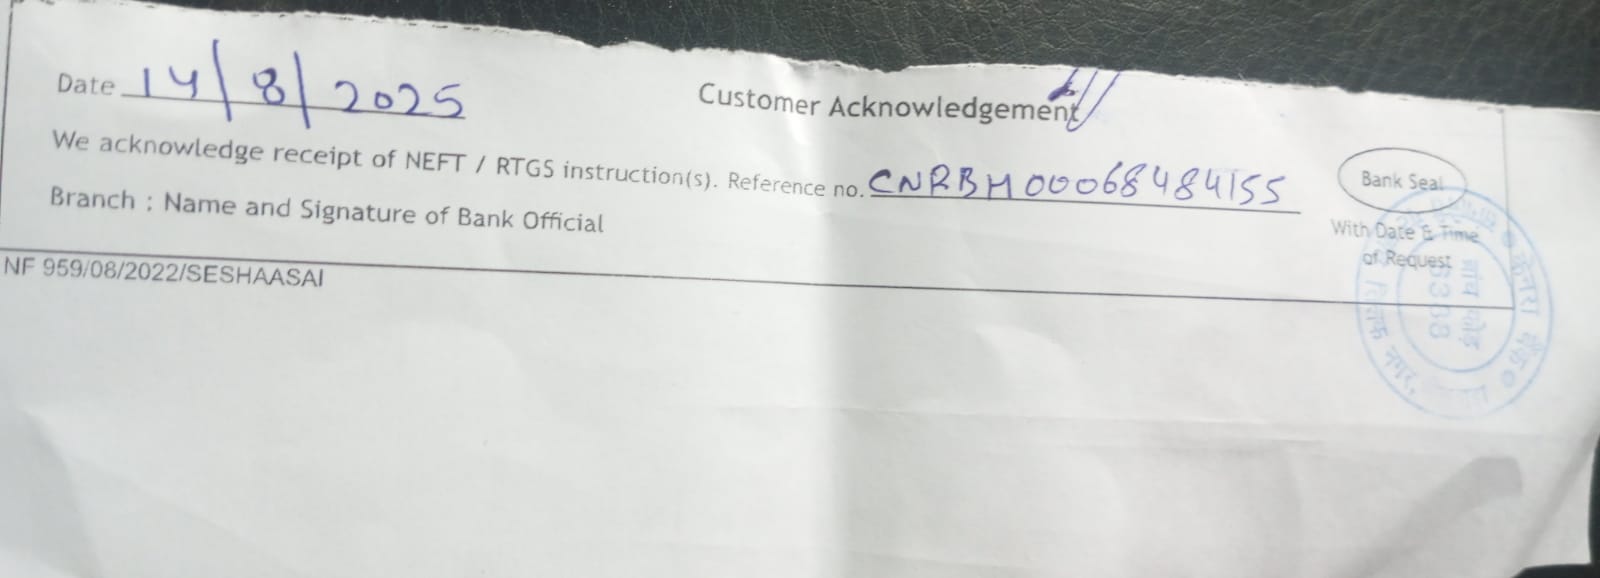 Date 14/8/2025
Customer Acknowledgement
We acknowledge receipt of NEFT / RTGS instruction(s). Reference no. CNRBH00068484155
Branch : Name and Signature of Bank Official
Bank Seal
With Date & Time
of Request
NF 959/08/2022/SESHAASAI
केनरा बैंक